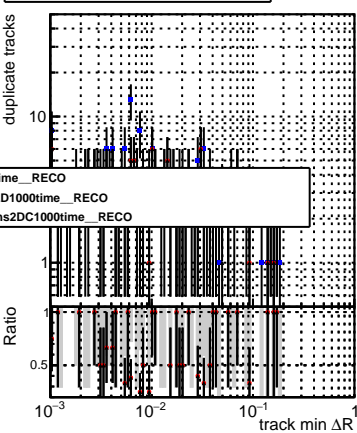 duplicate tracks
10
ime__RECO
D1000time__RECO
ns2DC1000time__RECO
1
Ratio
1
0.5
10⁻³ 10⁻² 10⁻¹ 1
track min ΔR